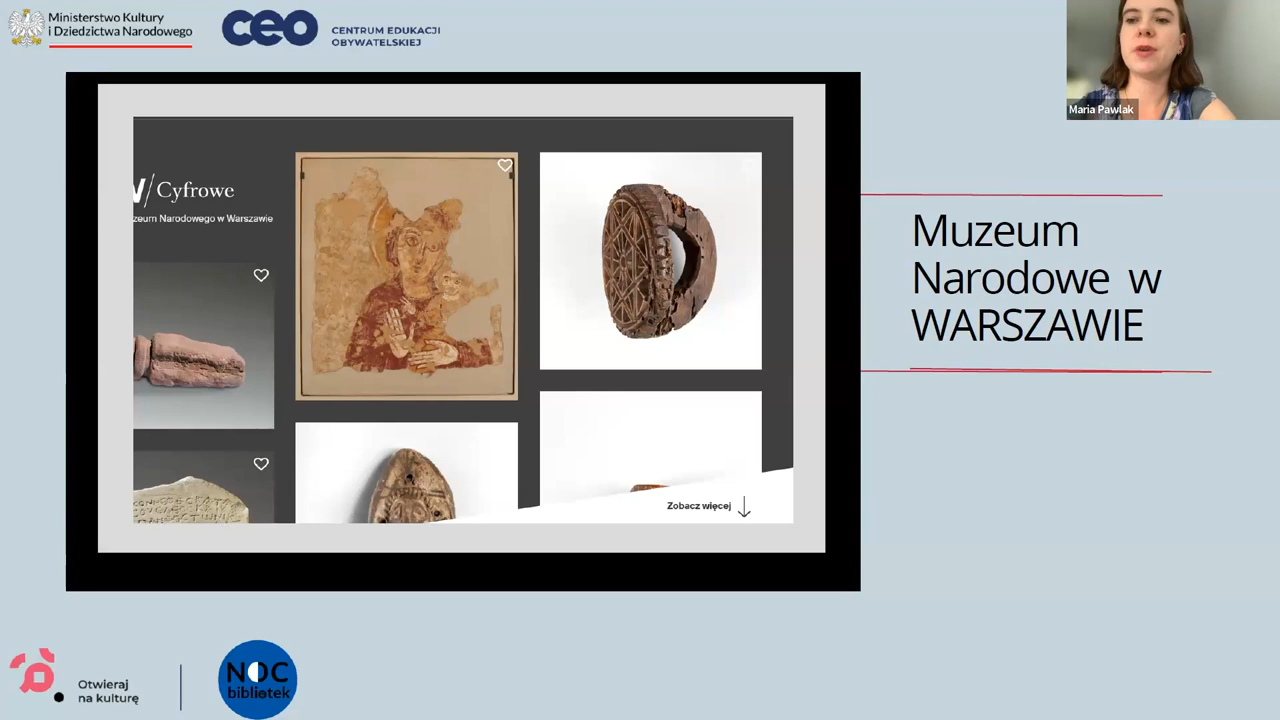 Ministerstwo Kultury
i Dziedzictwa Narodowego
ceo
CENTRUM EDUKACJI
OBYWATELSKIEJ
Maria Pawlak
Cyfrowe
zeum Narodowego w Warszawie
Zobacz więcej
Muzeum
Narodowe w
WARSZAWIE
Otwieraj
na kulturę
NOC
bibliotek